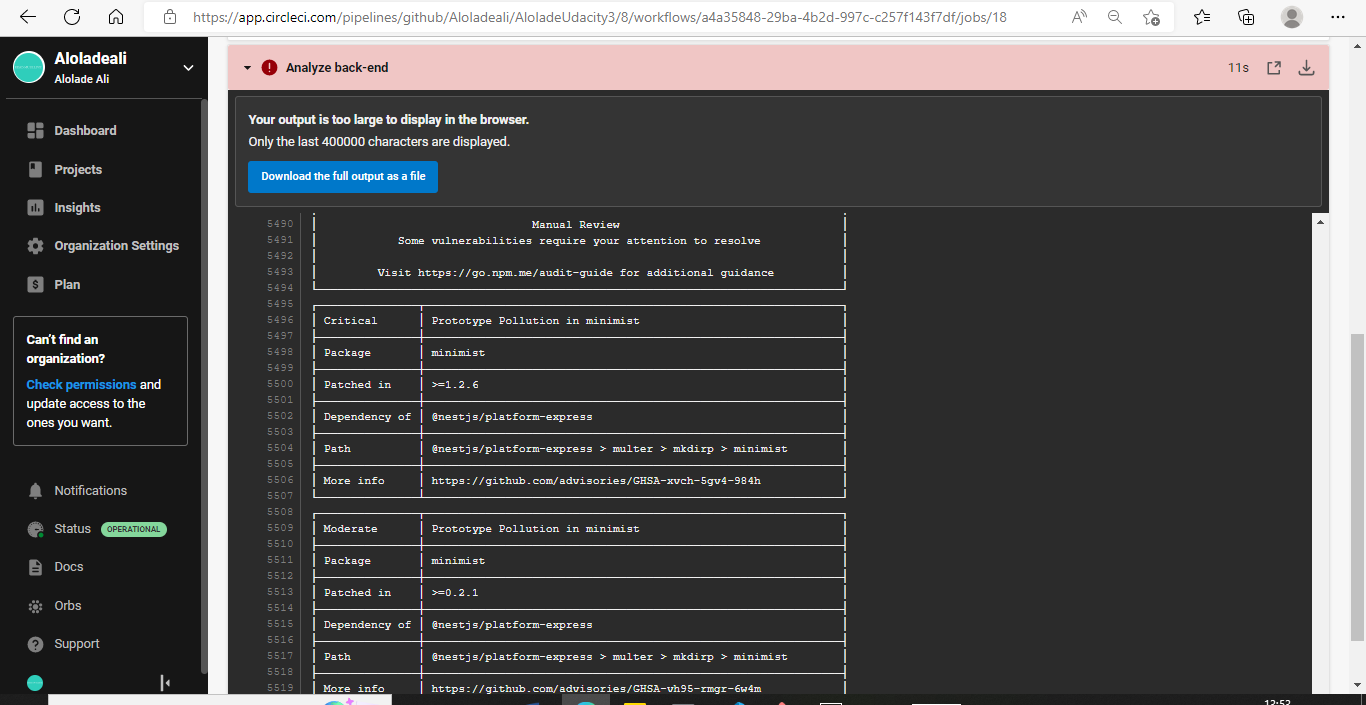 https://app.circleci.com/pipelines/github/Aloladeali/AloladeUdacity3/8/workflows/a4a35848-29ba-4b2d-997c-c257f143f7df/jobs/18
Aloladeali
Alolade Ali
Dashboard
Projects
Insights
Organization Settings
Plan
Can't find an
organization?
Check permissions and
update access to the
ones you want.
Notifications
Status OPERATIONAL
Docs
Orbs
Support
Analyze back-end 11s
Your output is too large to display in the browser.
Only the last 400000 characters are displayed.
Download the full output as a file
5490 Manual Review
5491 Some vulnerabilities require your attention to resolve
5492
5493 Visit https://go.npm.me/audit-guide for additional guidance
5494
5495
5496 Critical Prototype Pollution in minimist
5497
5498 Package minimist
5499
5500 Patched in >=1.2.6
5501
5502 Dependency of @nestjs/platform-express
5503
5504 Path @nestjs/platform-express > multer > mkdirp > minimist
5505
5506 More info https://github.com/advisories/GHSA-xvch-5gv4-984h
5507
5508
5509 Moderate Prototype Pollution in minimist
5510
5511 Package minimist
5512
5513 Patched in >=0.2.1
5514
5515 Dependency of @nestjs/platform-express
5516
5517 Path @nestjs/platform-express > multer > mkdirp > minimist
5518
5519 More info https://github.com/advisories/GHSA-vh95-rmgr-6w4m
12:52